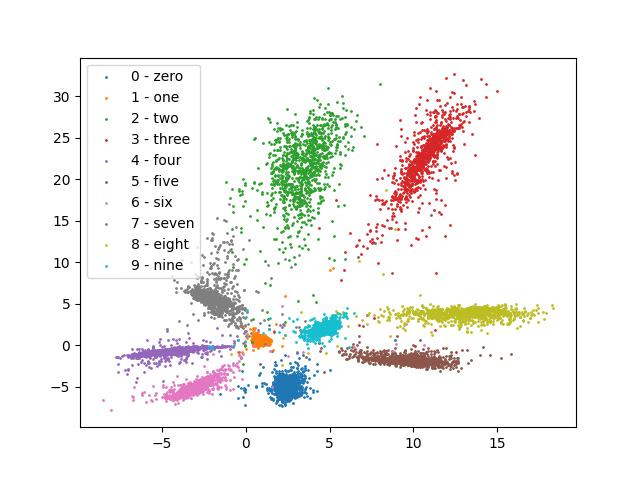 0 - zero
1 - one
2 - two
3 - three
4 - four
5 - five
6 - six
7 - seven
8 - eight
9 - nine
30
25
20
15
10
5
0
−5
−5 0 5 10 15